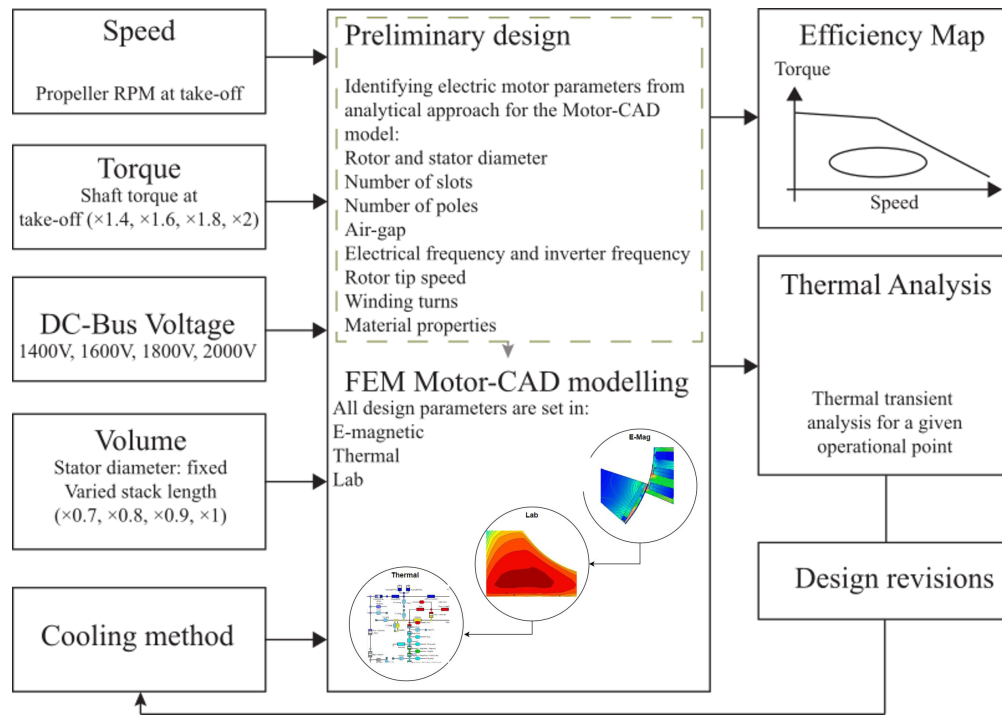 Speed
Propeller RPM at take-off
Torque
Shaft torque at
take-off (×1.4, ×1.6, ×1.8, ×2)
DC-Bus Voltage
1400V, 1600V, 1800V, 2000V
Volume
Stator diameter: fixed
Varied stack length
(×0.7, ×0.8, ×0.9, ×1)
Cooling method
Preliminary design
Identifying electric motor parameters from
analytical approach for the Motor-CAD
model:
Rotor and stator diameter
Number of slots
Number of poles
Air-gap
Electrical frequency and inverter frequency
Rotor tip speed
Winding turns
Material properties
FEM Motor-CAD modelling
All design parameters are set in:
E-magnetic
Thermal
Lab
E-Mag
Lab
Thermal
Efficiency Map
Torque
Speed
Thermal Analysis
Thermal transient
analysis for a given
operational point
Design revisions